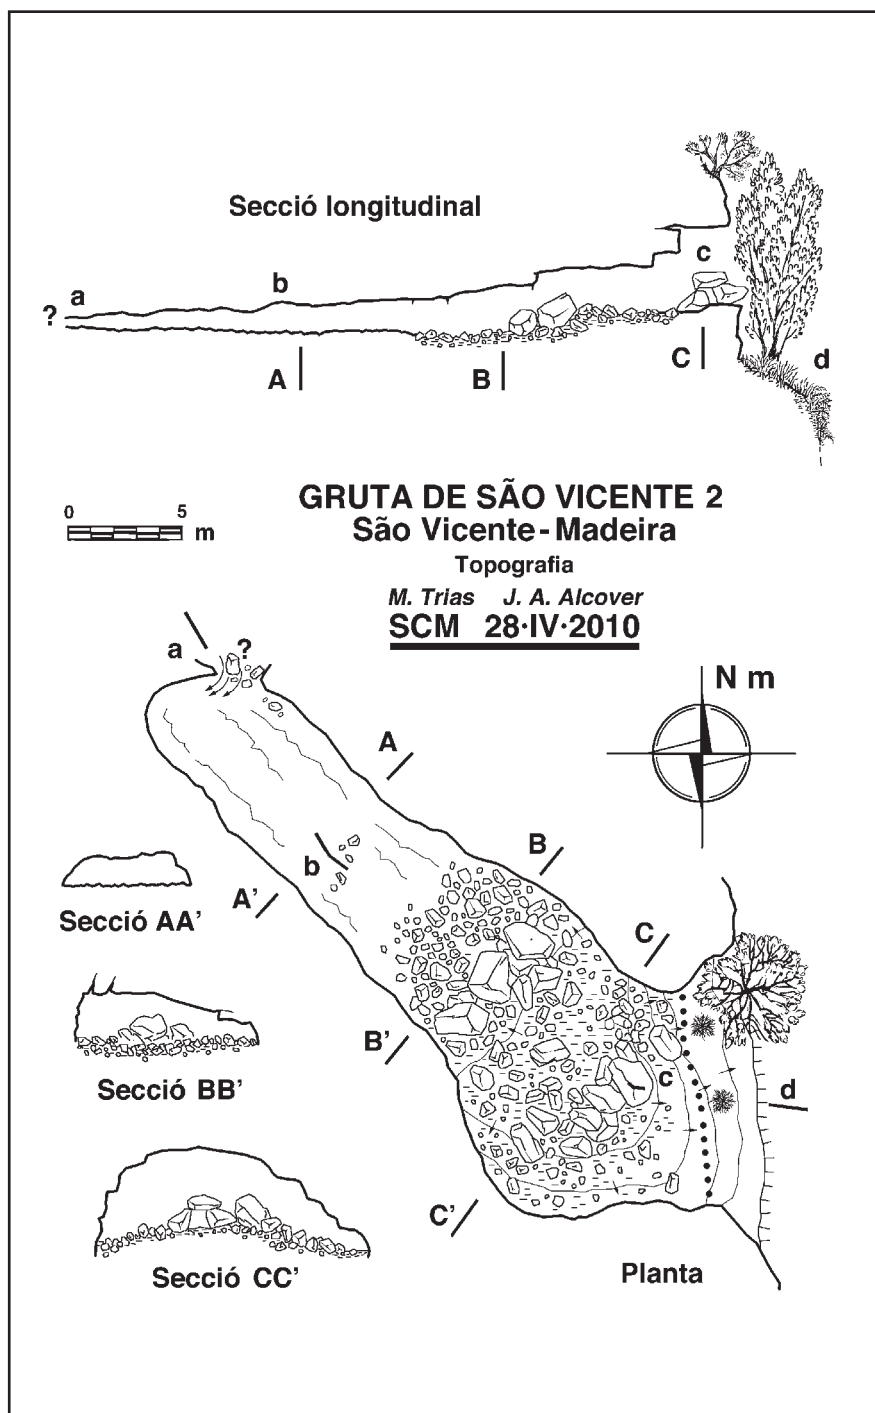 Secció longitudinal
c
a
b
?
d
A
B
C
0 5
m
GRUTA DE SÃO VICENTE 2
São Vicente-Madeira
Topografia
M. Trias J. A. Alcover
SCM 28·IV·2010
a
?
N m
A
B
b
A'
Secció AA'
C
B'
Secció BB'
c
d
C'
Secció CC'
Planta